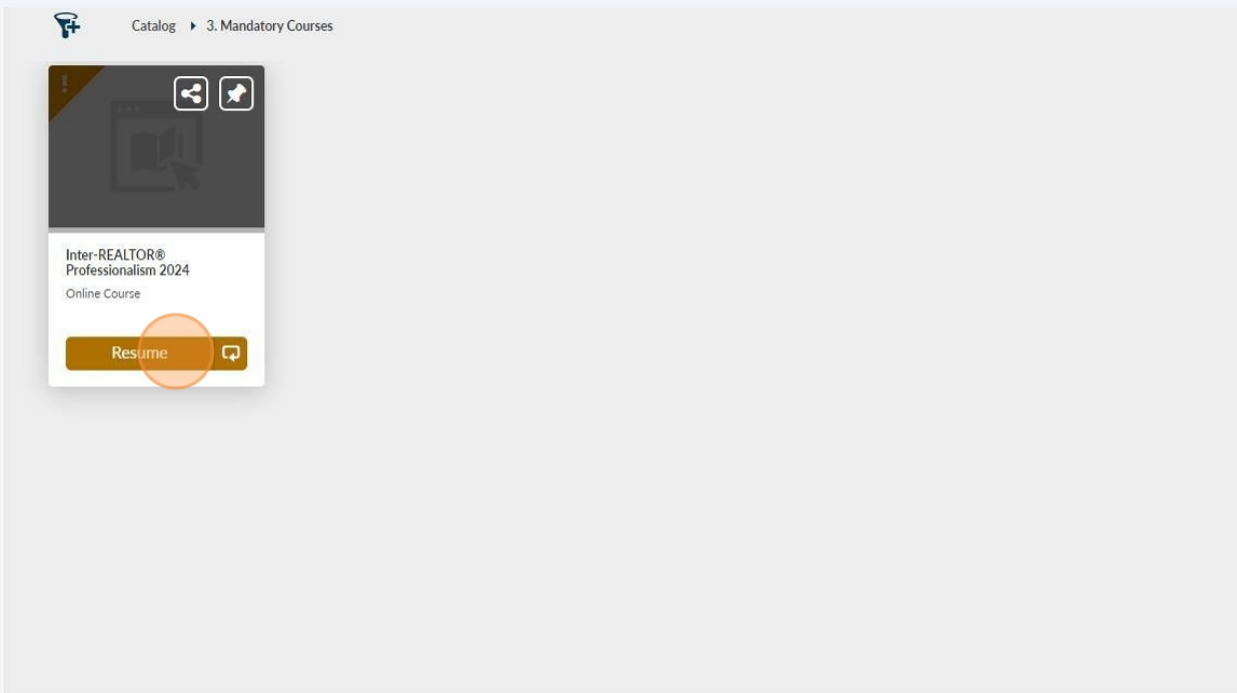 Catalog 3. Mandatory Courses
!
Inter-REALTOR®
Professionalism 2024
Online Course
Resume